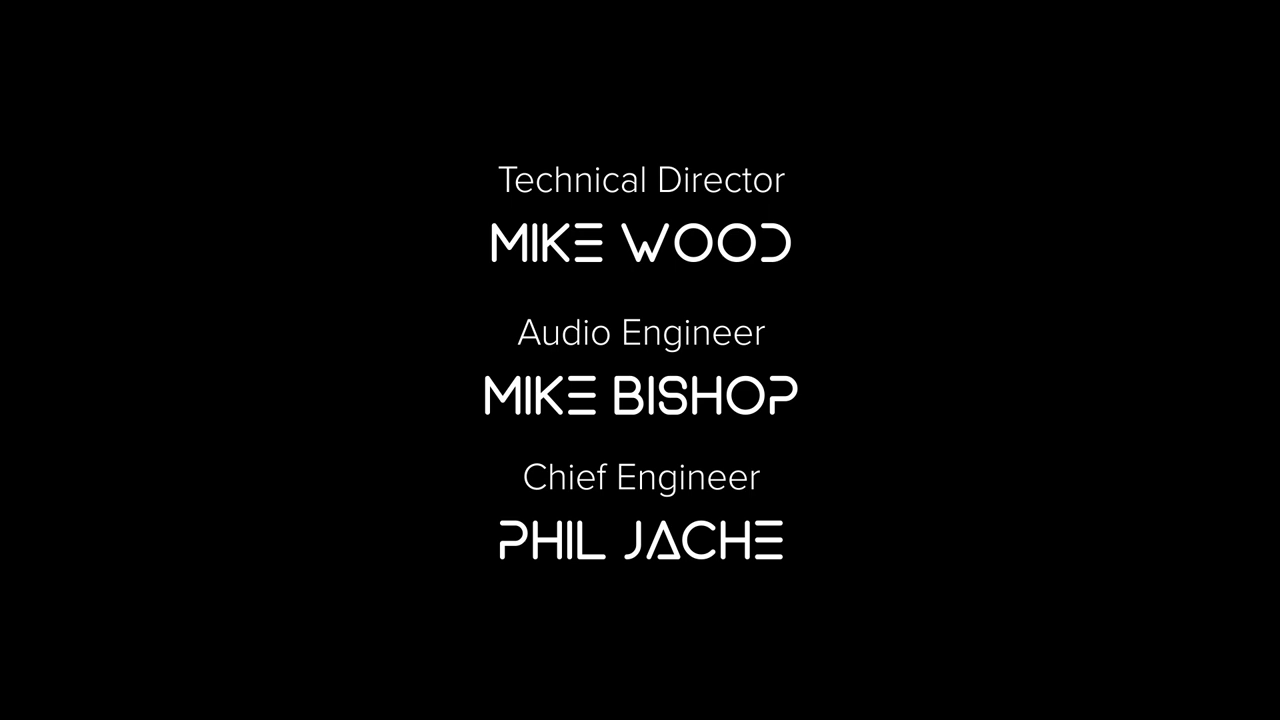 Technical Director
MIKE WOOD
Audio Engineer
MIKE BISHOP
Chief Engineer
PHIL JACHE